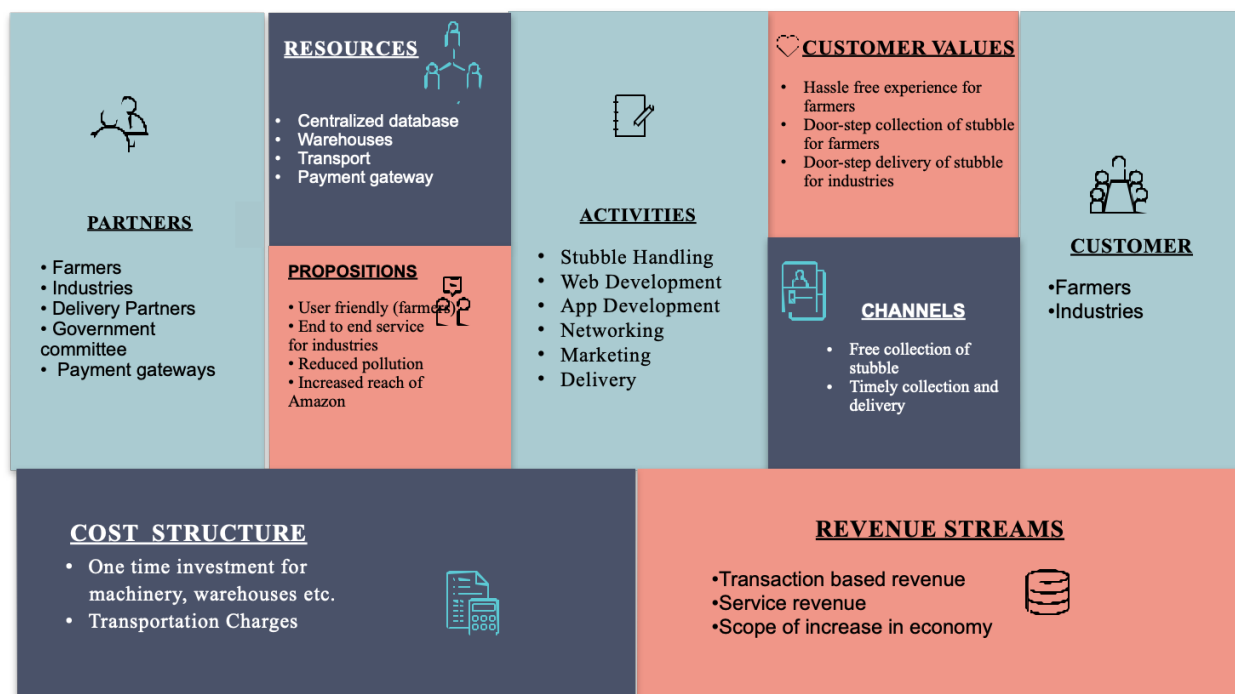 PARTNERS
• Farmers
• Industries
• Delivery Partners
• Government
committee
• Payment gateways
RESOURCES
• Centralized database
• Warehouses
• Transport
• Payment gateway
PROPOSITIONS
• User friendly (farmers)
• End to end service
for industries
• Reduced pollution
• Increased reach of
Amazon
ACTIVITIES
• Stubble Handling
• Web Development
• App Development
• Networking
• Marketing
• Delivery
CUSTOMER VALUES
• Hassle free experience for
farmers
• Door-step collection of stubble
for farmers
• Door-step delivery of stubble
for industries
CHANNELS
• Free collection of
stubble
• Timely collection and
delivery
CUSTOMER
•Farmers
•Industries
COST STRUCTURE
• One time investment for
machinery, warehouses etc.
• Transportation Charges
REVENUE STREAMS
•Transaction based revenue
•Service revenue
•Scope of increase in economy